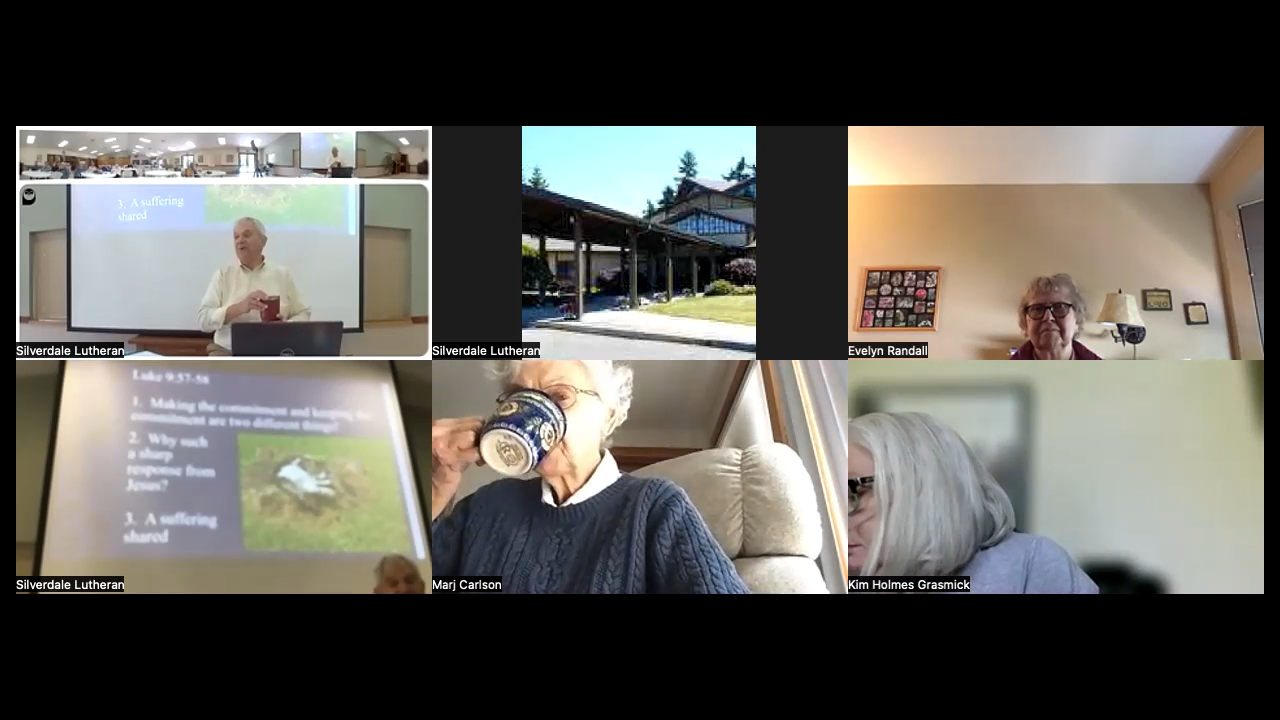 3. A suffering
shared
Silverdale Lutheran
Silverdale Lutheran
Evelyn Randall
Luke 9:57-58
1. Making the commitment and keeping the
commitment are two different things!
2. Why such
a sharp
response from
Jesus?
3. A suffering
shared
Silverdale Lutheran
Marj Carlson
Kim Holmes Grasmick